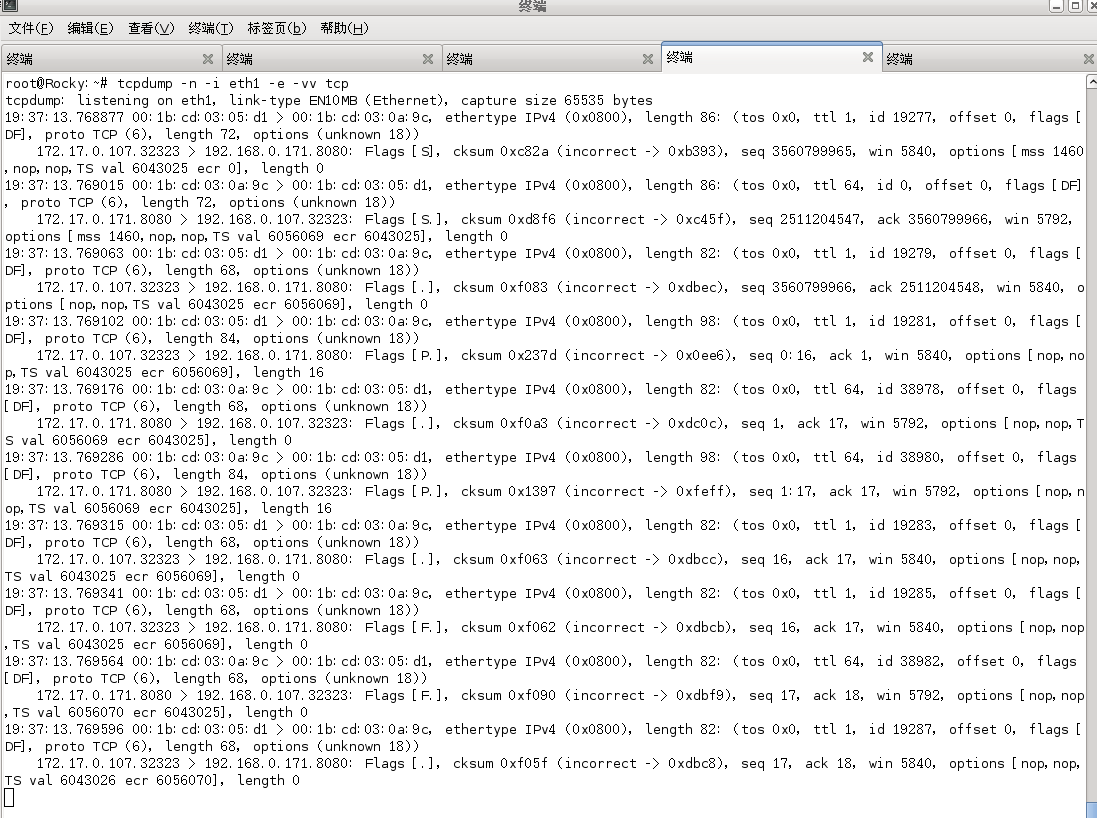 终端
文件(F) 编辑(E) 查看(V) 终端(T) 标签页(b) 帮助(H)
终端 终端 终端 终端 终端
root@Rocky:~# tcpdump -n -i eth1 -e -vv tcp
tcpdump: listening on eth1, link-type EN10MB (Ethernet), capture size 65535 bytes
19:37:13.768877 00:1b:cd:03:05:d1 > 00:1b:cd:03:0a:9c, ethertype IPv4 (0x0800), length 86: (tos 0x0, ttl 1, id 19277, offset 0, flags [
DF], proto TCP (6), length 72, options (unknown 18))
172.17.0.107.32323 > 192.168.0.171.8080: Flags [S], cksum 0xc82a (incorrect -> 0xb393), seq 3560799965, win 5840, options [mss 1460
,nop,nop,TS val 6043025 ecr 0], length 0
19:37:13.769015 00:1b:cd:03:0a:9c > 00:1b:cd:03:05:d1, ethertype IPv4 (0x0800), length 86: (tos 0x0, ttl 64, id 0, offset 0, flags [DF]
, proto TCP (6), length 72, options (unknown 18))
172.17.0.171.8080 > 192.168.0.107.32323: Flags [S.], cksum 0xd8f6 (incorrect -> 0xc45f), seq 2511204547, ack 3560799966, win 5792,
options [mss 1460,nop,nop,TS val 6056069 ecr 6043025], length 0
19:37:13.769063 00:1b:cd:03:05:d1 > 00:1b:cd:03:0a:9c, ethertype IPv4 (0x0800), length 82: (tos 0x0, ttl 1, id 19279, offset 0, flags [
DF], proto TCP (6), length 68, options (unknown 18))
172.17.0.107.32323 > 192.168.0.171.8080: Flags [.], cksum 0xf083 (incorrect -> 0xdbec), seq 3560799966, ack 2511204548, win 5840, o
ptions [nop,nop,TS val 6043025 ecr 6056069], length 0
19:37:13.769102 00:1b:cd:03:05:d1 > 00:1b:cd:03:0a:9c, ethertype IPv4 (0x0800), length 98: (tos 0x0, ttl 1, id 19281, offset 0, flags [
DF], proto TCP (6), length 84, options (unknown 18))
172.17.0.107.32323 > 192.168.0.171.8080: Flags [P.], cksum 0x237d (incorrect -> 0x0ee6), seq 0:16, ack 1, win 5840, options [nop,no
p,TS val 6043025 ecr 6056069], length 16
19:37:13.769176 00:1b:cd:03:0a:9c > 00:1b:cd:03:05:d1, ethertype IPv4 (0x0800), length 82: (tos 0x0, ttl 64, id 38978, offset 0, flags
[DF], proto TCP (6), length 68, options (unknown 18))
172.17.0.171.8080 > 192.168.0.107.32323: Flags [.], cksum 0xf0a3 (incorrect -> 0xdc0c), seq 1, ack 17, win 5792, options [nop,nop,T
S val 6056069 ecr 6043025], length 0
19:37:13.769286 00:1b:cd:03:0a:9c > 00:1b:cd:03:05:d1, ethertype IPv4 (0x0800), length 98: (tos 0x0, ttl 64, id 38980, offset 0, flags
[DF], proto TCP (6), length 84, options (unknown 18))
172.17.0.171.8080 > 192.168.0.107.32323: Flags [P.], cksum 0x1397 (incorrect -> 0xfeff), seq 1:17, ack 17, win 5792, options [nop,n
op,TS val 6056069 ecr 6043025], length 16
19:37:13.769315 00:1b:cd:03:05:d1 > 00:1b:cd:03:0a:9c, ethertype IPv4 (0x0800), length 82: (tos 0x0, ttl 1, id 19283, offset 0, flags [
DF], proto TCP (6), length 68, options (unknown 18))
172.17.0.107.32323 > 192.168.0.171.8080: Flags [.], cksum 0xf063 (incorrect -> 0xdbcc), seq 16, ack 17, win 5840, options [nop,nop,
TS val 6043025 ecr 6056069], length 0
19:37:13.769341 00:1b:cd:03:05:d1 > 00:1b:cd:03:0a:9c, ethertype IPv4 (0x0800), length 82: (tos 0x0, ttl 1, id 19285, offset 0, flags [
DF], proto TCP (6), length 68, options (unknown 18))
172.17.0.107.32323 > 192.168.0.171.8080: Flags [F.], cksum 0xf062 (incorrect -> 0xdbcb), seq 16, ack 17, win 5840, options [nop,nop
,TS val 6043025 ecr 6056069], length 0
19:37:13.769564 00:1b:cd:03:0a:9c > 00:1b:cd:03:05:d1, ethertype IPv4 (0x0800), length 82: (tos 0x0, ttl 64, id 38982, offset 0, flags
[DF], proto TCP (6), length 68, options (unknown 18))
172.17.0.171.8080 > 192.168.0.107.32323: Flags [F.], cksum 0xf090 (incorrect -> 0xdbf9), seq 17, ack 18, win 5792, options [nop,nop
,TS val 6056070 ecr 6043025], length 0
19:37:13.769596 00:1b:cd:03:05:d1 > 00:1b:cd:03:0a:9c, ethertype IPv4 (0x0800), length 82: (tos 0x0, ttl 1, id 19287, offset 0, flags [
DF], proto TCP (6), length 68, options (unknown 18))
172.17.0.107.32323 > 192.168.0.171.8080: Flags [.], cksum 0xf05f (incorrect -> 0xdbc8), seq 17, ack 18, win 5840, options [nop,nop,
TS val 6043026 ecr 6056070], length 0